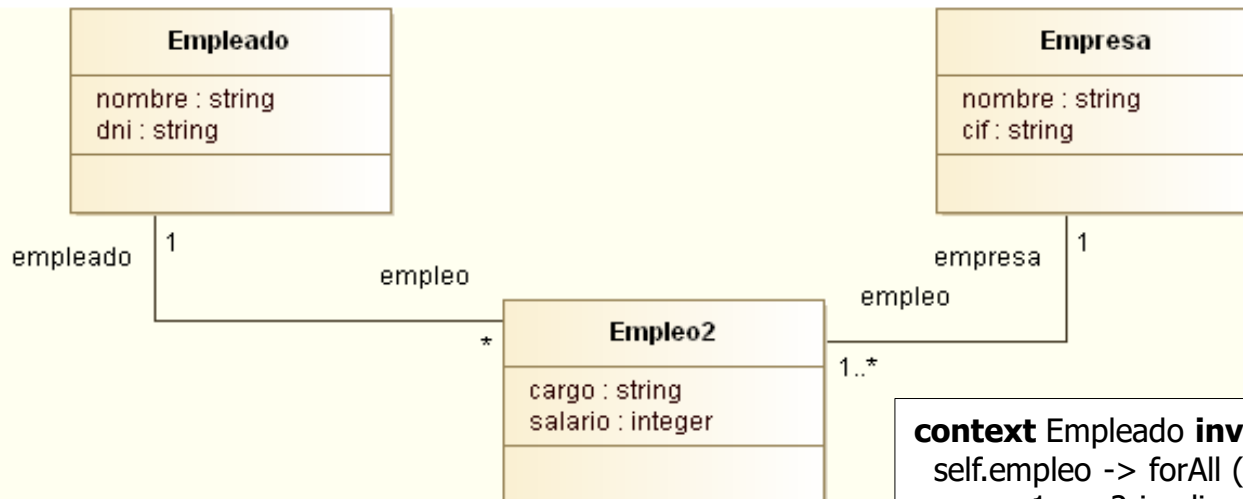 Empleado
nombre : string
dni : string
Empresa
nombre : string
cif : string
empleado
1
empleo
*
empresa
1
empleo
1..*
Empleo2
cargo : string
salario : integer
context Empleado inv
self.empleo -> forAll (